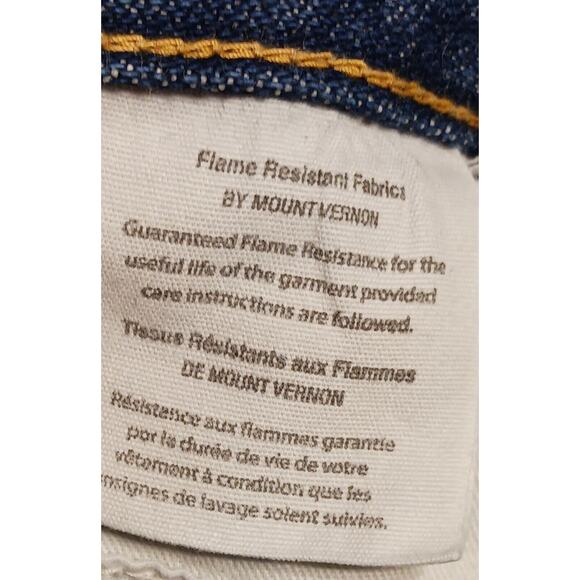 Flame Resistant Fabrics
BY MOUNT VERNON
Guaranteed Flame Resistance for the
useful life of the garment provided
care instructions are followed.
Tissus Résistants aux Flammes
DE MOUNT VERNON
Résistance aux flammes garantie
por la durée de vie de votre
vêtement à condition que les
nsignes de lavage soient suivies.